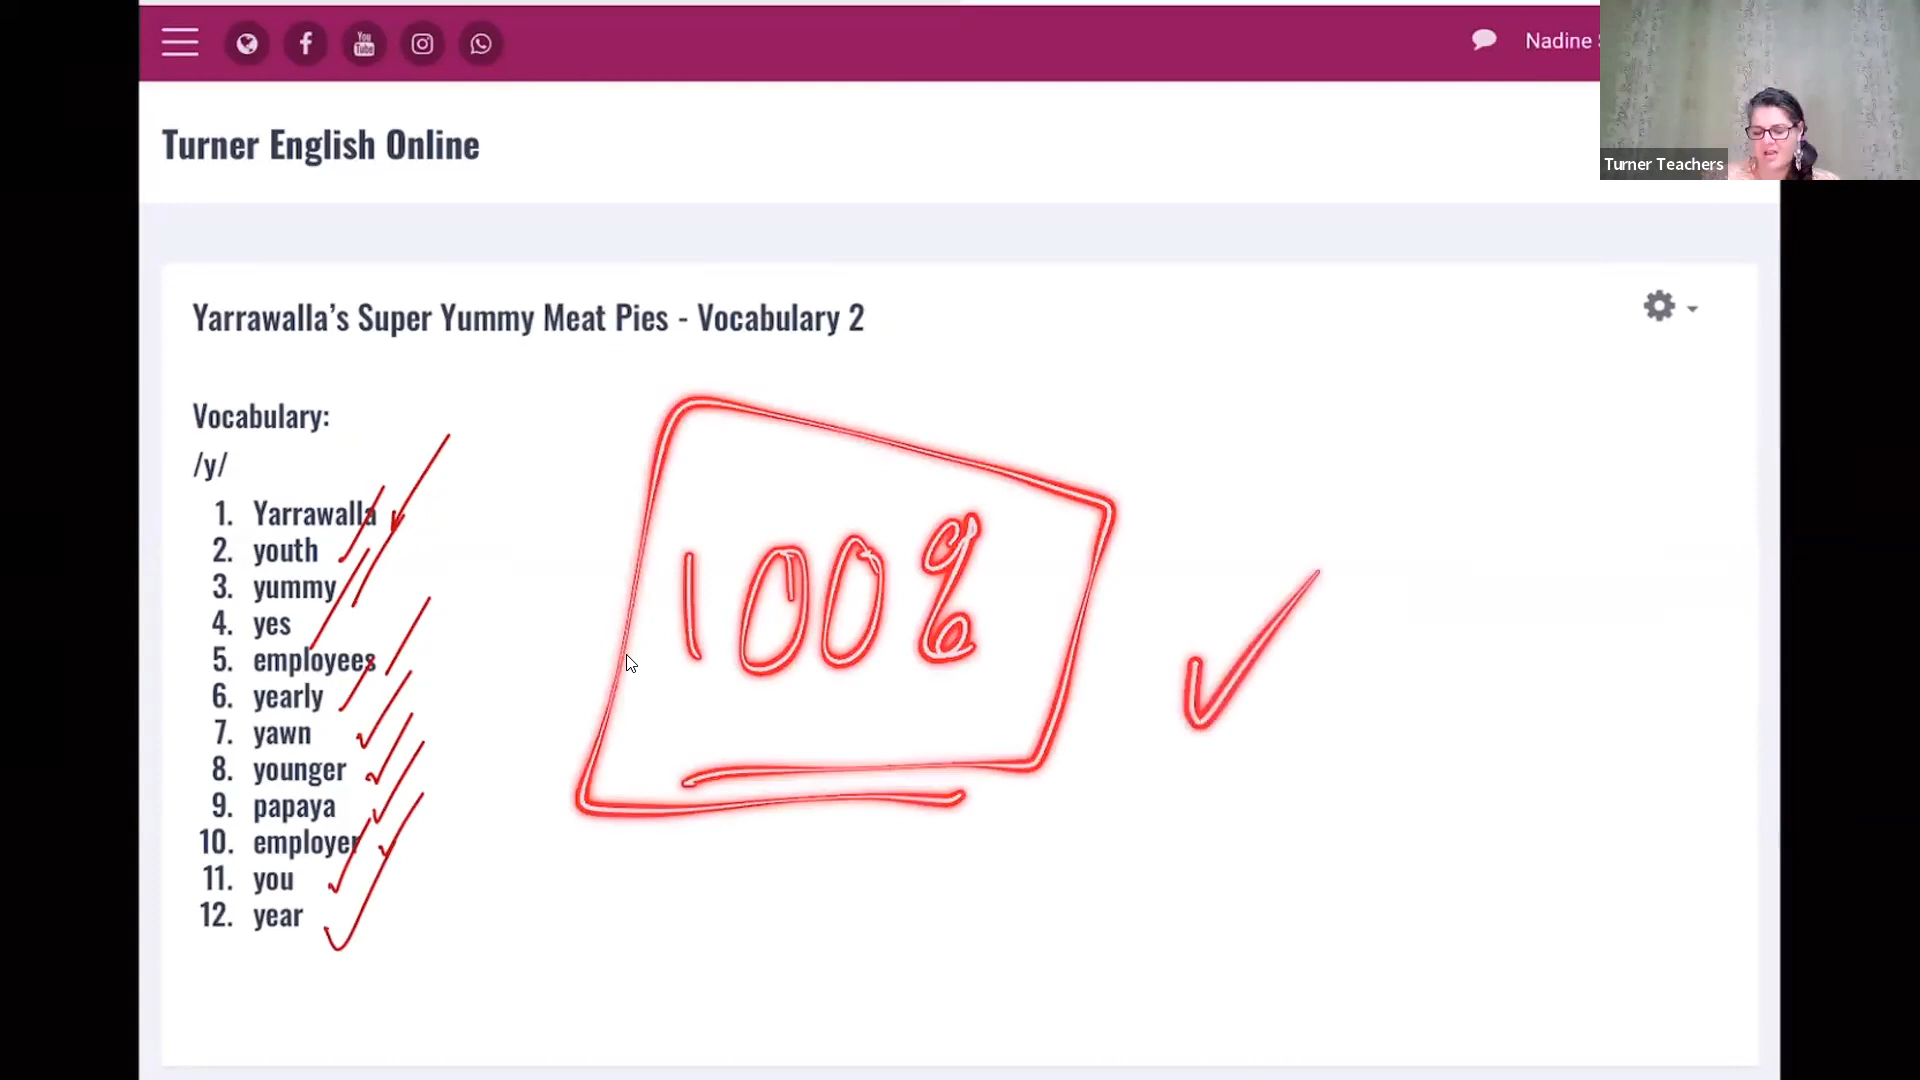 You Tube
Nadine
Turner Teachers
Turner English Online
Yarrawalla's Super Yummy Meat Pies - Vocabulary 2
Vocabulary:
/y/
1. Yarrawalla
2. youth
3. yummy
4. yes
5. employees
6. yearly
7. yawn
8. younger
9. papaya
10. employer
11. you
12. year
100%